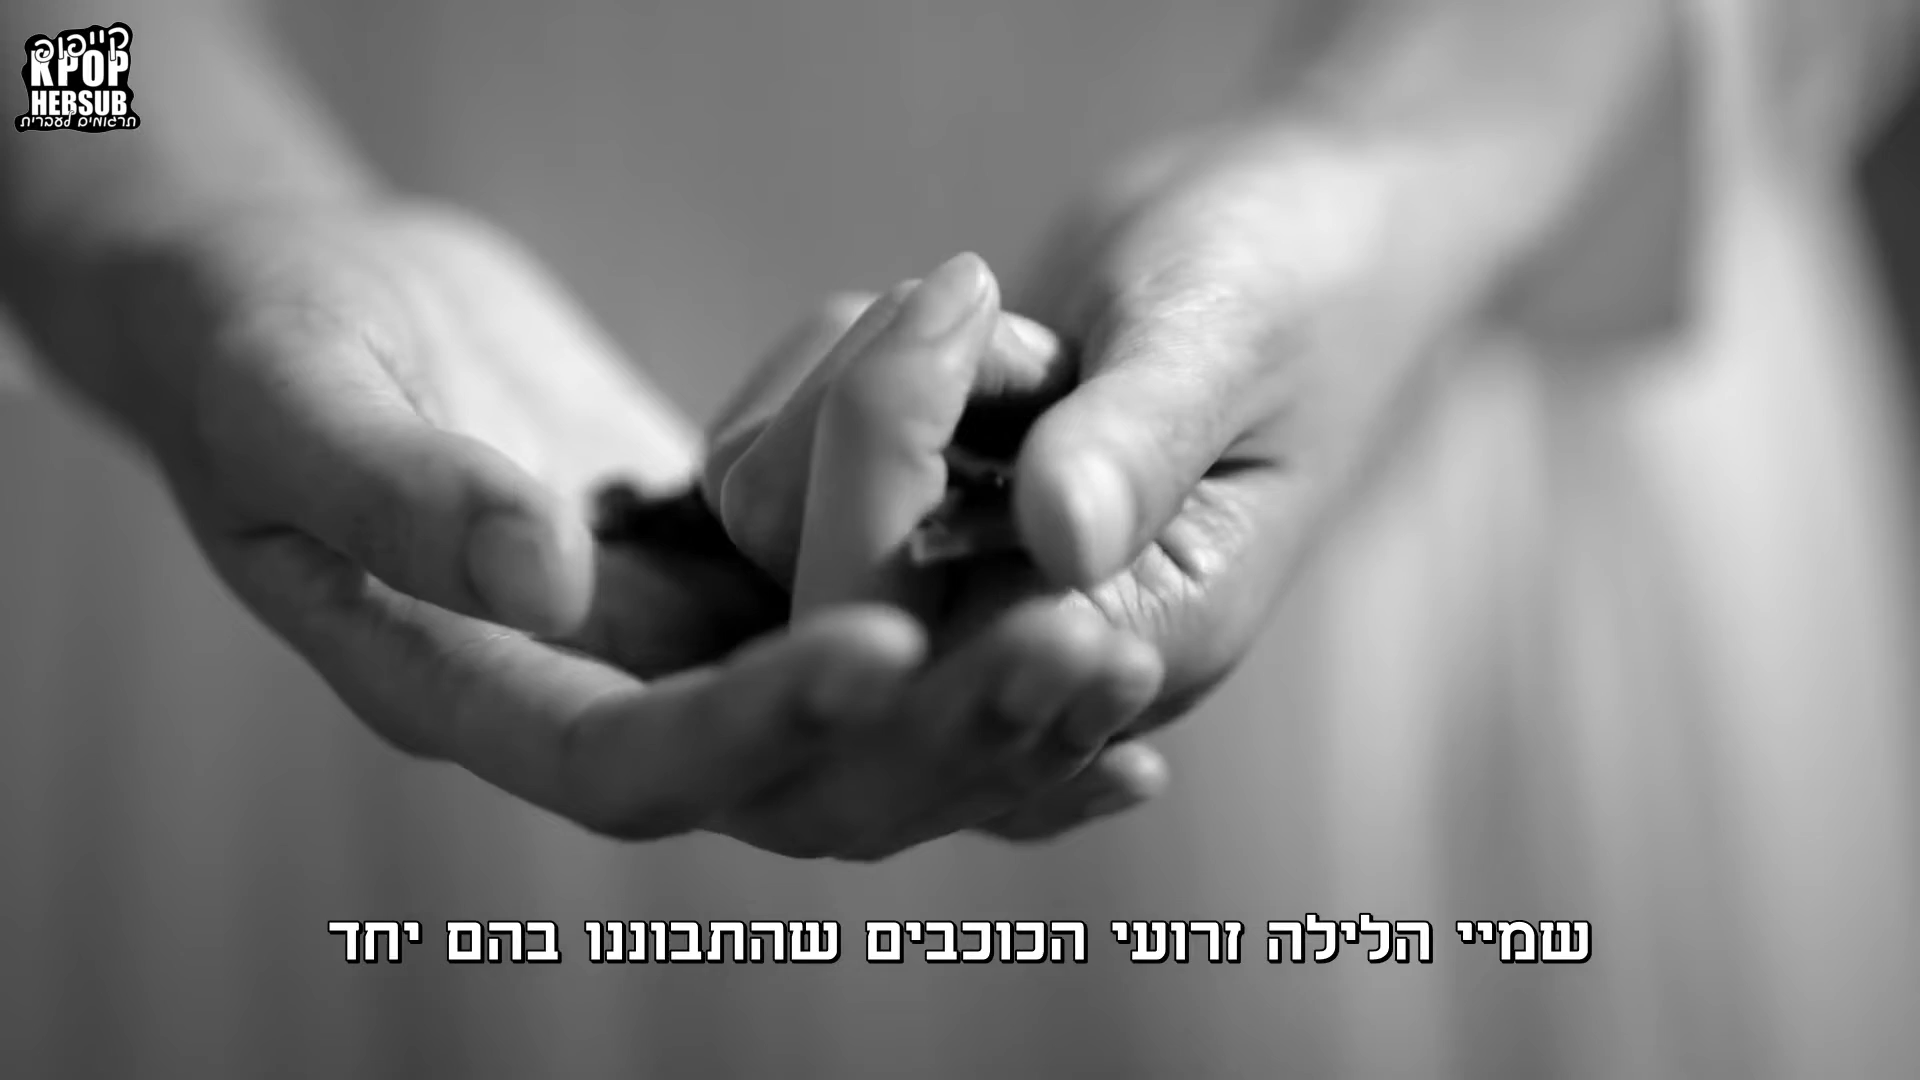 קייפופ
KPOP
HEBSUB
תרגומים לעברית
שמיי הלילה זרועי הכוכבים שהתבוננו בהם יחד